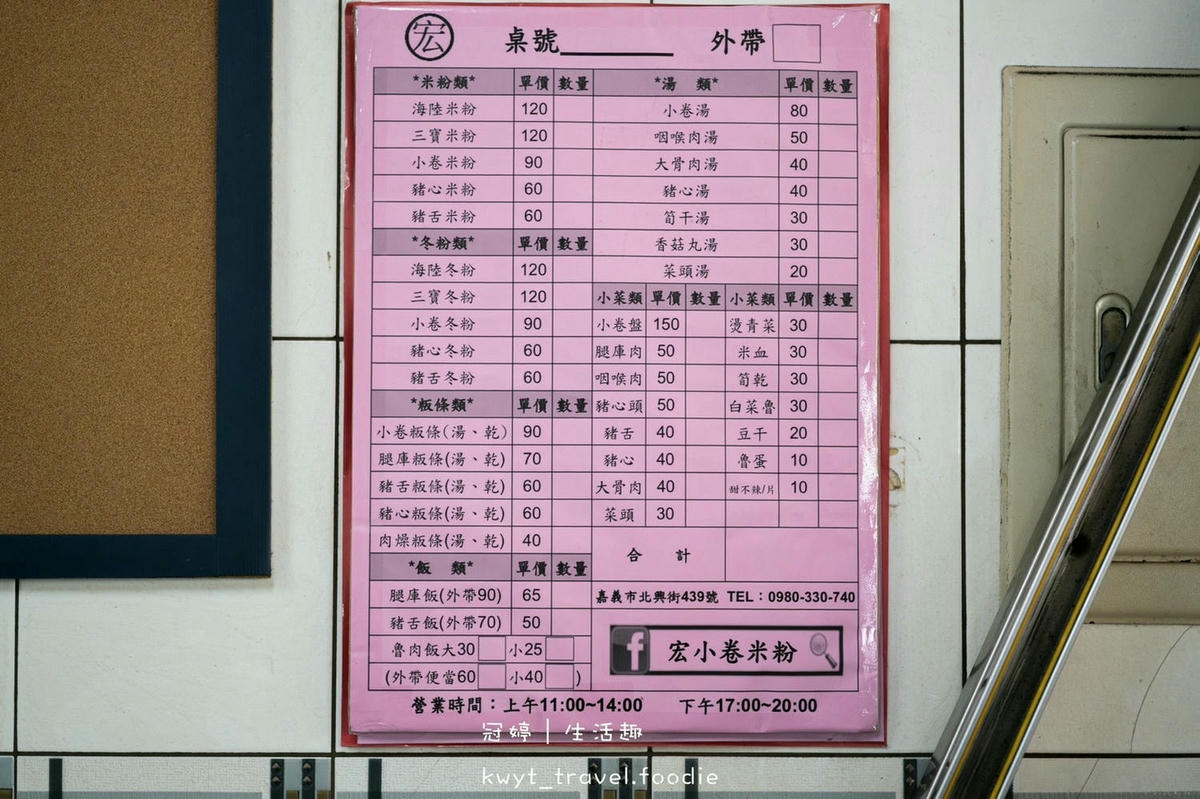 宏 桌號 外帶
*米粉類* 單價 數量
海陸米粉 120
三寶米粉 120
小卷米粉 90
豬心米粉 60
豬舌米粉 60
*冬粉類* 單價 數量
海陸冬粉 120
三寶冬粉 120
小卷冬粉 90
豬心冬粉 60
豬舌冬粉 60
*粄條類* 單價 數量
小卷粄條(湯、乾) 90
腿庫粄條(湯、乾) 70
豬舌粄條(湯、乾) 60
豬心粄條(湯、乾) 60
肉燥粄條(湯、乾) 40
*飯 類* 單價 數量
腿庫飯(外帶90) 65
豬舌飯(外帶70) 50
魯肉飯大30 小25
(外帶便當60 小40 )
*湯 類* 單價 數量
小卷湯 80
咽喉肉湯 50
大骨肉湯 40
豬心湯 40
筍干湯 30
香菇丸湯 30
菜頭湯 20
小菜類 單價 數量 小菜類 單價 數量
小卷盤 150 燙青菜 30
腿庫肉 50 米血 30
咽喉肉 50 筍乾 30
豬心頭 50 白菜魯 30
豬舌 40 豆干 20
豬心 40 魯蛋 10
大骨肉 40 甜不辣/片 10
菜頭 30
合 計
嘉義市北興街439號 TEL：0980-330-740
f 宏小卷米粉
營業時間：上午11:00~14:00 下午17:00~20:00
冠婷｜生活趣
kwyt_travel.foodie